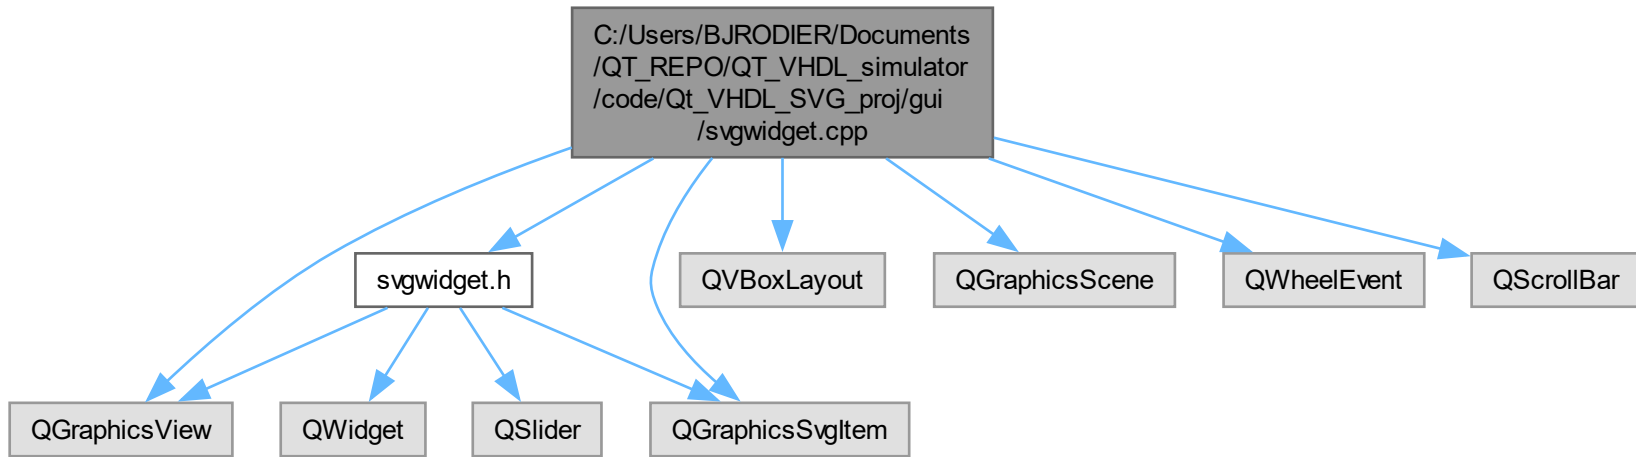 C:/Users/BJRODIER/Documents
/QT_REPO/QT_VHDL_simulator
/code/Qt_VHDL_SVG_proj/gui
/svgwidget.cpp
svgwidget.h
QVBoxLayout
QGraphicsScene
QWheelEvent
QScrollBar
QGraphicsView
QWidget
QSlider
QGraphicsSvgItem